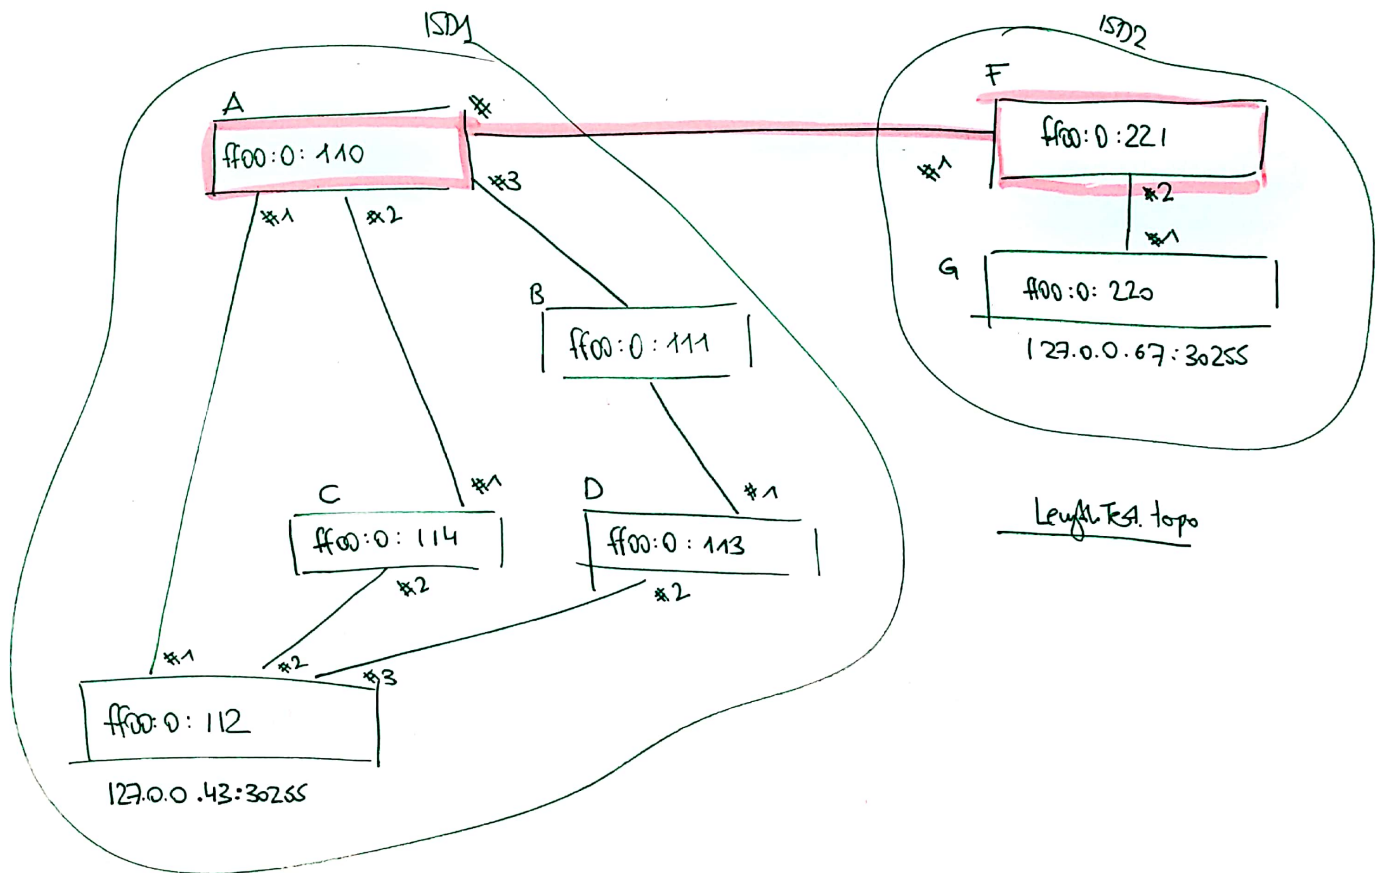 ISD1
ISD2
A
#
F
ff00:0:110
ff00:0:221
#1
#3
#1
#2
#2
#1
G
ff00:0:220
127.0.0.67:30255
B
ff00:0:111
#1
#1
C
D
ff00:0:114
ff00:0:113
LengthTest.topo
#2
#2
#1
#2
#3
ff00:0:112
127.0.0.43:30255